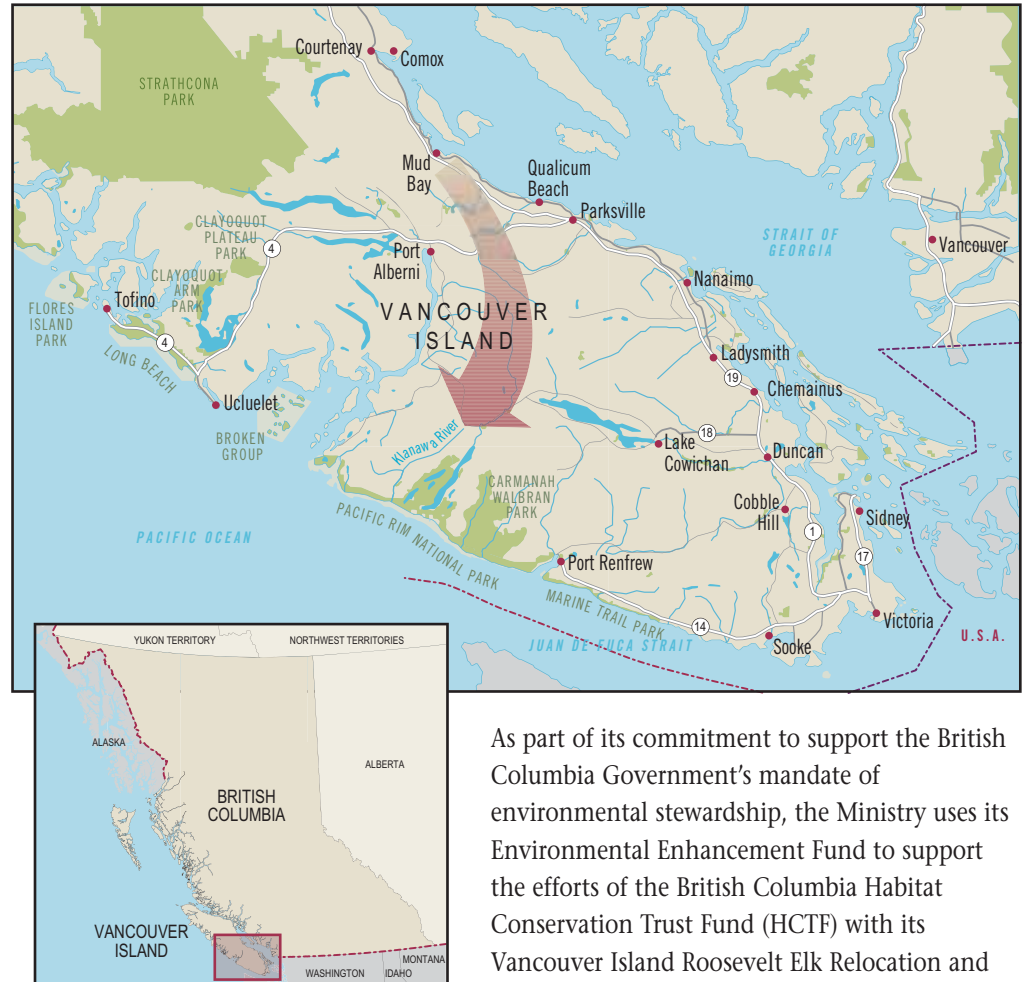 Courtenay
Comox
STRATHCONA
PARK
Mud
Bay
Qualicum
Beach
Parksville
CLAYOQUOT
PLATEAU
PARK
4
Port
Alberni
STRAIT OF
GEORGIA
Vancouver
CLAYOQUOT
ARM
PARK
Nanaimo
FLORES
ISLAND
PARK
Tofino
VANCOUVER
ISLAND
4
LONG BEACH
Ladysmith
19
Chemainus
Ucluelet
BROKEN
GROUP
Klanawa River
18
Lake
Cowichan
Duncan
CARMANAH
WALBRAN
PARK
Cobble
Hill
Sidney
PACIFIC OCEAN
PACIFIC RIM NATIONAL PARK
1
17
Port Renfrew
MARINE TRAIL PARK
14
Victoria
JUAN DE FUCA STRAIT
Sooke
U.S.A.
YUKON TERRITORY
NORTHWEST TERRITORIES
ALASKA
ALBERTA
BRITISH
COLUMBIA
VANCOUVER
ISLAND
MONTANA
WASHINGTON
IDAHO
As part of its commitment to support the British
Columbia Government’s mandate of
environmental stewardship, the Ministry uses its
Environmental Enhancement Fund to support
the efforts of the British Columbia Habitat
Conservation Trust Fund (HCTF) with its
Vancouver Island Roosevelt Elk Relocation and